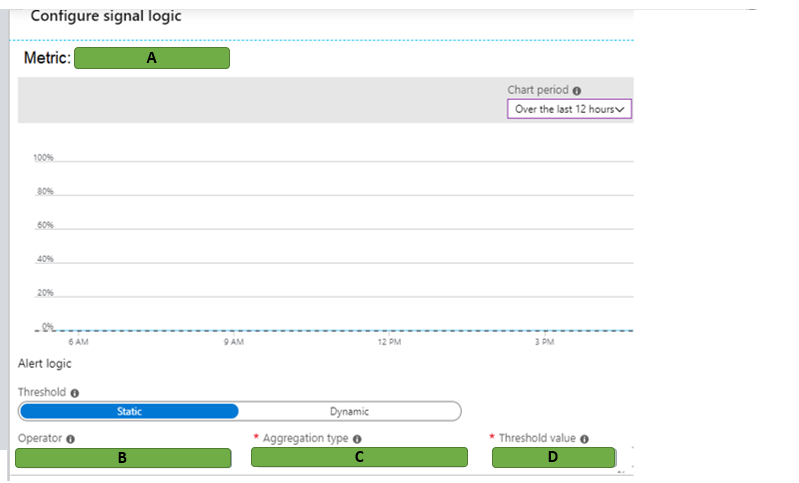 Configure signal logic
Metric: A
Chart period
Over the last 12 hours
100%
80%
60%
40%
20%
0%
6 AM 9 AM 12 PM 3 PM
Alert logic
Threshold
Static Dynamic
Operator * Aggregation type * Threshold value
B C D